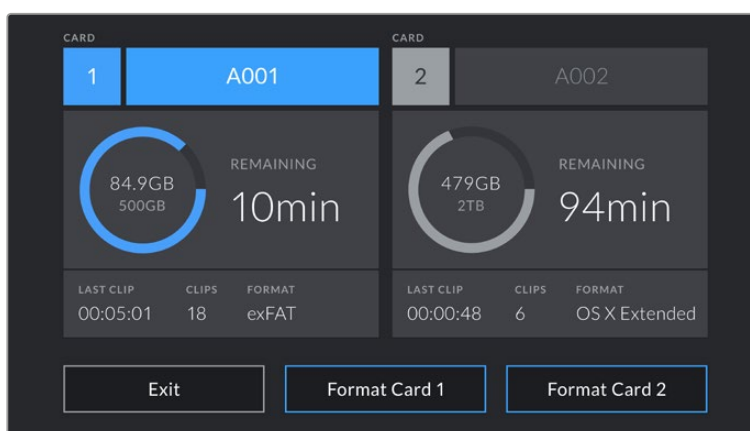 CARD
1 A001
84.9GB
500GB
REMAINING
10min
LAST CLIP CLIPS FORMAT
00:05:01 18 exFAT
CARD
2 A002
479GB
2TB
REMAINING
94min
LAST CLIP CLIPS FORMAT
00:00:48 6 OS X Extended
Exit
Format Card 1
Format Card 2